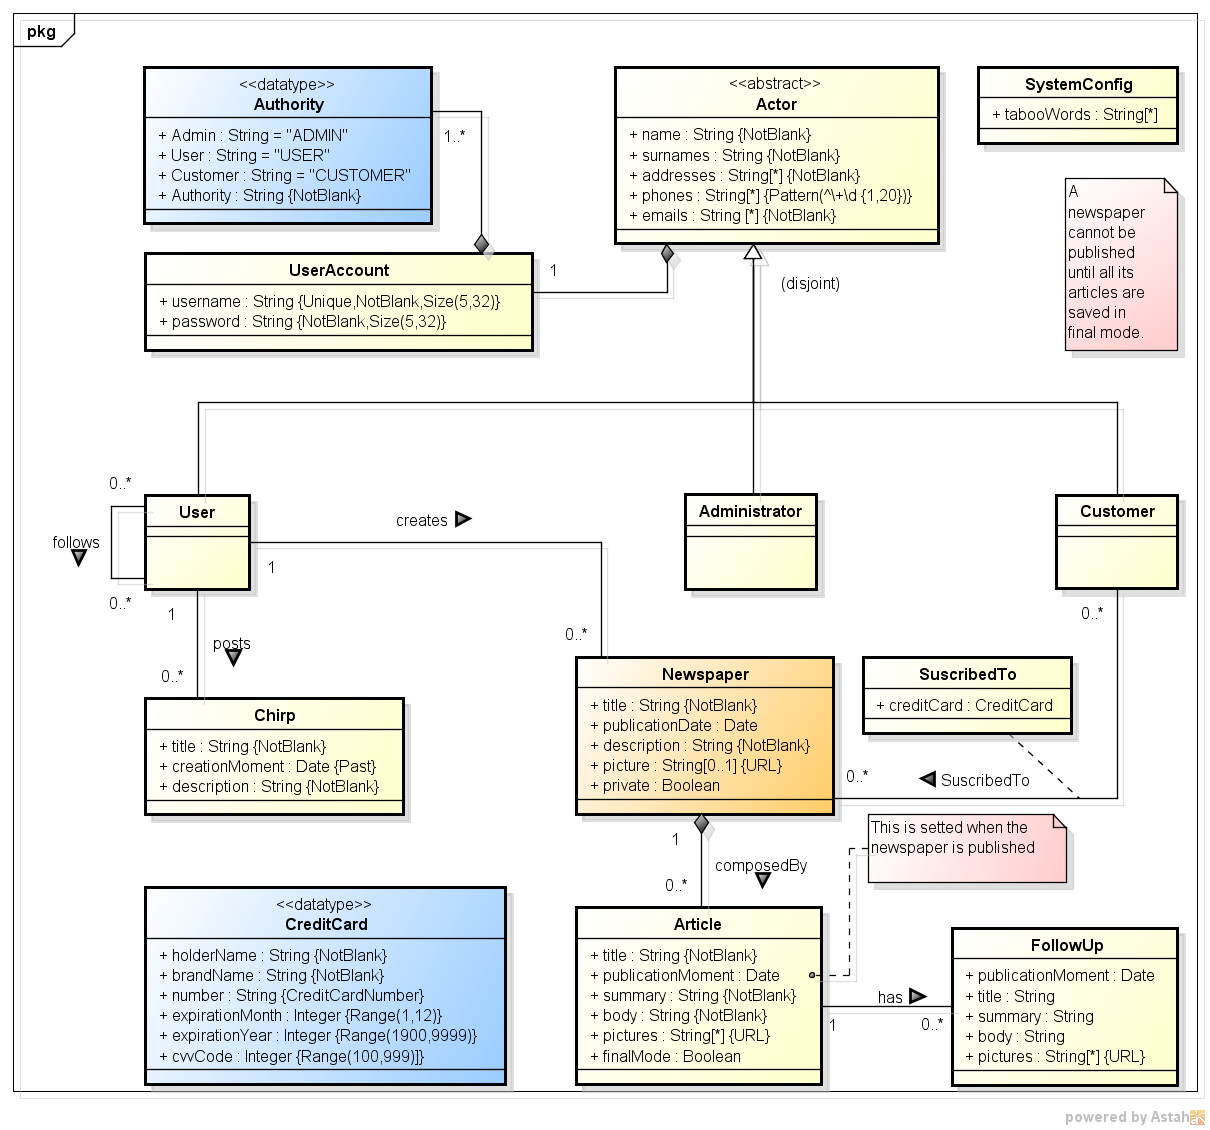 pkg
<<datatype>>
Authority
+ Admin : String = "ADMIN"
+ User : String = "USER"
+ Customer : String = "CUSTOMER"
+ Authority : String {NotBlank}
1..*
<<abstract>>
Actor
+ name : String {NotBlank}
+ surnames : String {NotBlank}
+ addresses : String[*] {NotBlank}
+ phones : String[*] {Pattern(^\+\d {1,20})}
+ emails : String [*] {NotBlank}
SystemConfig
+ tabooWords : String[*]
A
newspaper
cannot be
published
until all its
articles are
saved in
final mode.
UserAccount
+ username : String {Unique,NotBlank,Size(5,32)}
+ password : String {NotBlank,Size(5,32)}
1
(disjoint)
0..*
User
follows
0..*
1
creates
1
0..*
Administrator
Customer
0..*
posts
0..*
Chirp
+ title : String {NotBlank}
+ creationMoment : Date {Past}
+ description : String {NotBlank}
Newspaper
+ title : String {NotBlank}
+ publicationDate : Date
+ description : String {NotBlank}
+ picture : String[0..1] {URL}
+ private : Boolean
SuscribedTo
+ creditCard : CreditCard
0..*
SuscribedTo
This is setted when the
newspaper is published
1
composedBy
0..*
<<datatype>>
CreditCard
+ holderName : String {NotBlank}
+ brandName : String {NotBlank}
+ number : String {CreditCardNumber}
+ expirationMonth : Integer {Range(1,12)}
+ expirationYear : Integer {Range(1900,9999)}
+ cvvCode : Integer {Range(100,999)]}
Article
+ title : String {NotBlank}
+ publicationMoment : Date
+ summary : String {NotBlank}
+ body : String {NotBlank}
+ pictures : String[*] {URL}
+ finalMode : Boolean
has
1
0..*
FollowUp
+ publicationMoment : Date
+ title : String
+ summary : String
+ body : String
+ pictures : String[*] {URL}
powered by Astah